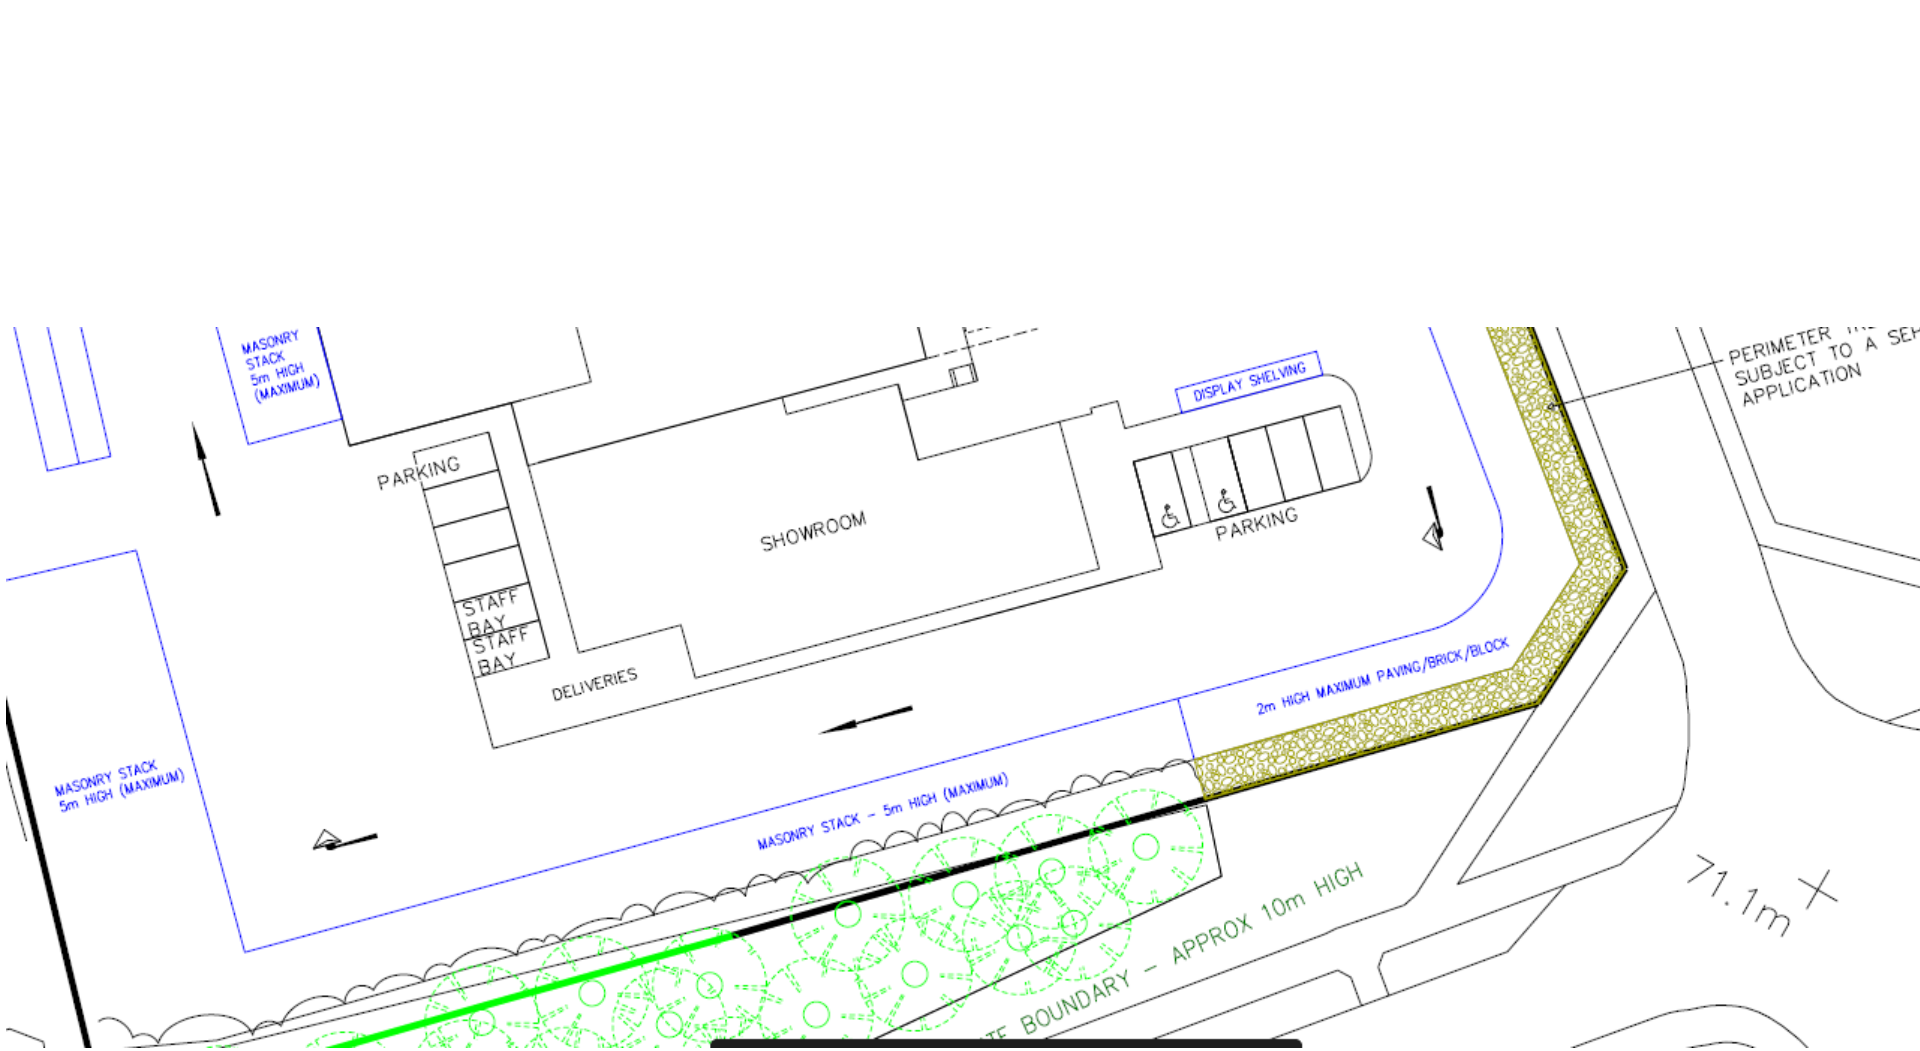 MASONRY
STACK
5m HIGH
(MAXIMUM)
PERIMETER
SUBJECT TO A
APPLICATION
DISPLAY SHELVING
PARKING
SHOWROOM
PARKING
STAFF
BAY
STAFF
BAY
DELIVERIES
2m HIGH MAXIMUM PAVING/BRICK/BLOCK
MASONRY STACK
5m HIGH (MAXIMUM)
MASONRY STACK - 5m HIGH (MAXIMUM)
71.1m
BOUNDARY - APPROX 10m HIGH